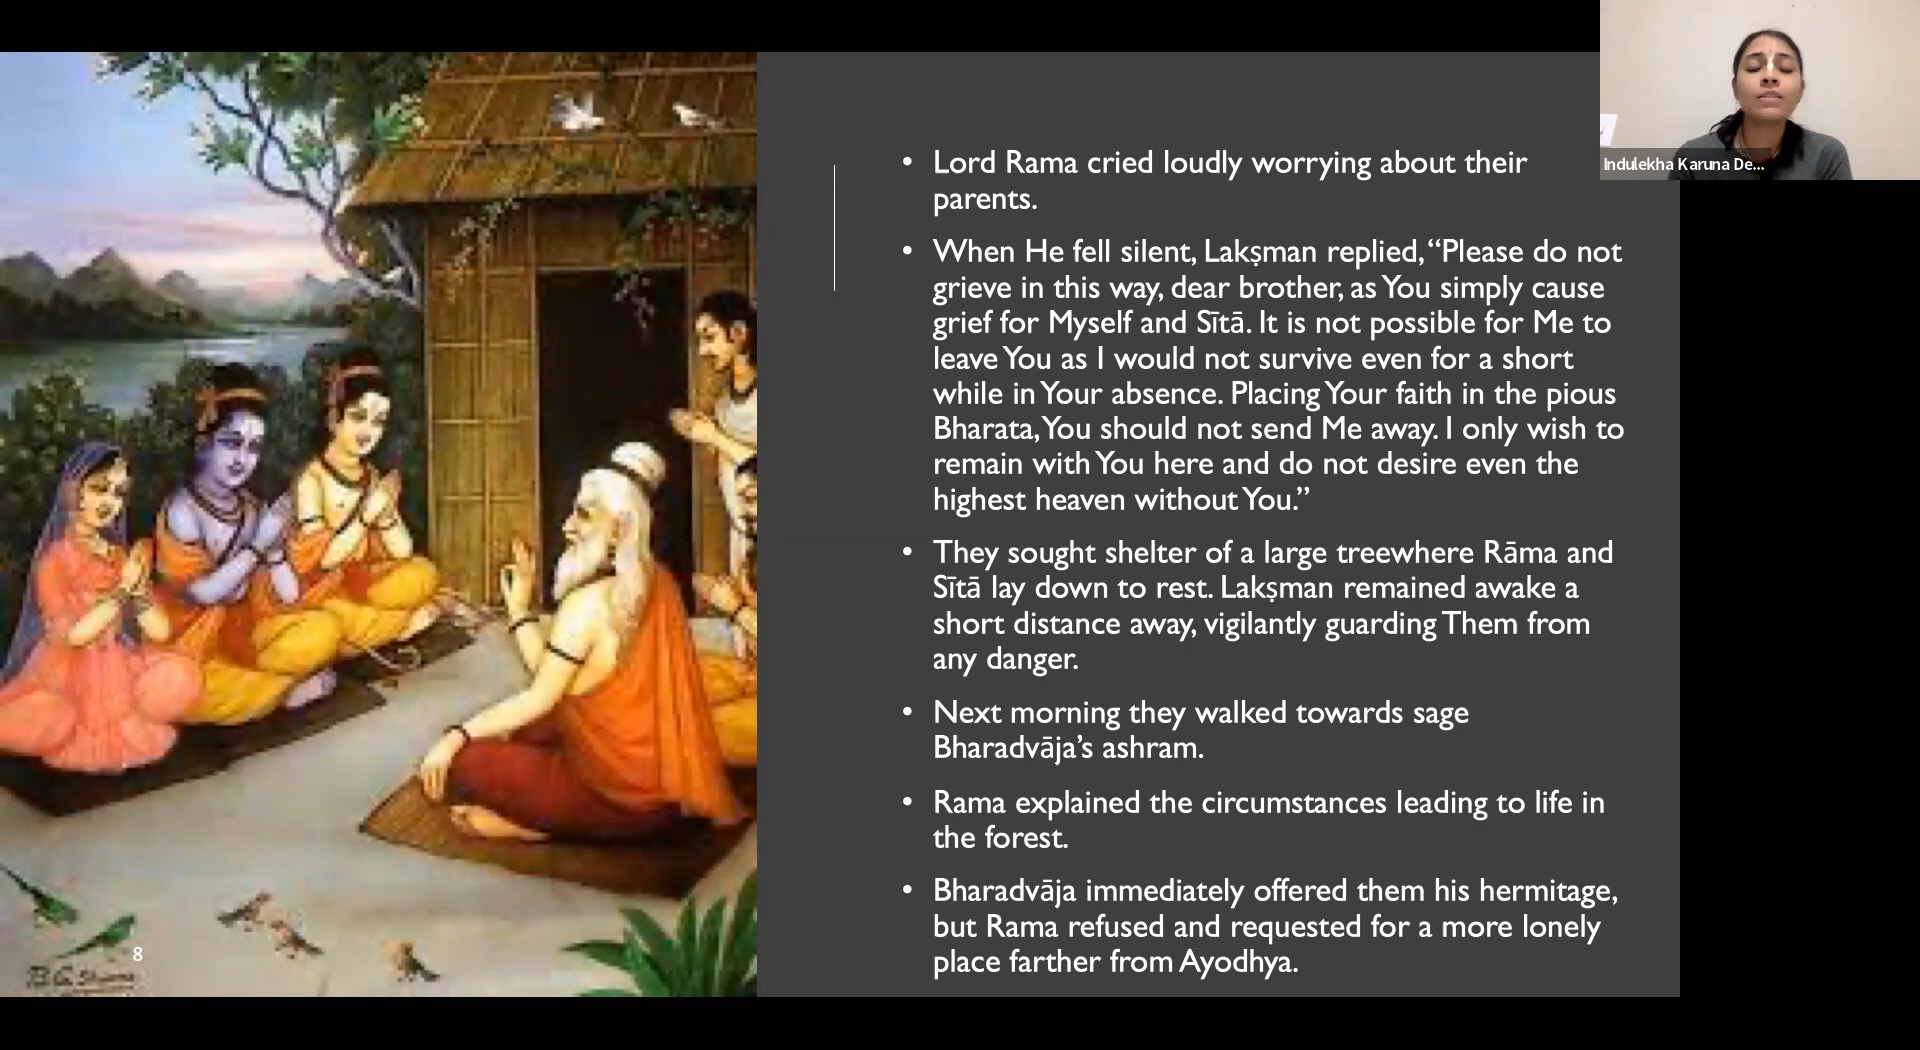 • Lord Rama cried loudly worrying about their
parents.
• When He fell silent, Lakṣman replied, “Please do not
grieve in this way, dear brother, as You simply cause
grief for Myself and Sītā. It is not possible for Me to
leave You as I would not survive even for a short
while in Your absence. Placing Your faith in the pious
Bharata, You should not send Me away. I only wish to
remain with You here and do not desire even the
highest heaven without You.”
• They sought shelter of a large treewhere Rāma and
Sītā lay down to rest. Lakṣman remained awake a
short distance away, vigilantly guarding Them from
any danger.
• Next morning they walked towards sage
Bharadvāja’s ashram.
• Rama explained the circumstances leading to life in
the forest.
• Bharadvāja immediately offered them his hermitage,
but Rama refused and requested for a more lonely
place farther from Ayodhya.
Indulekha Karuna De...
8
B.G. Sharma